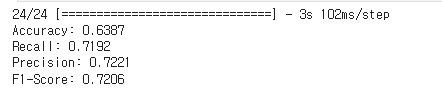 24/24 [==============================] - 3s 102ms/step
Accuracy: 0.6387
Recall: 0.7192
Precision: 0.7221
F1-Score: 0.7206